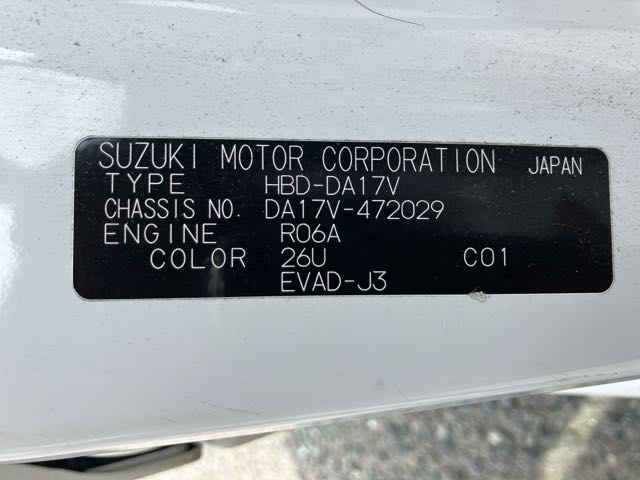 SUZUKI MOTOR CORPORATION JAPAN
TYPE HBD-DA17V
CHASSIS NO. DA17V-472029
ENGINE R06A
COLOR 26U C01
EVAD-J3